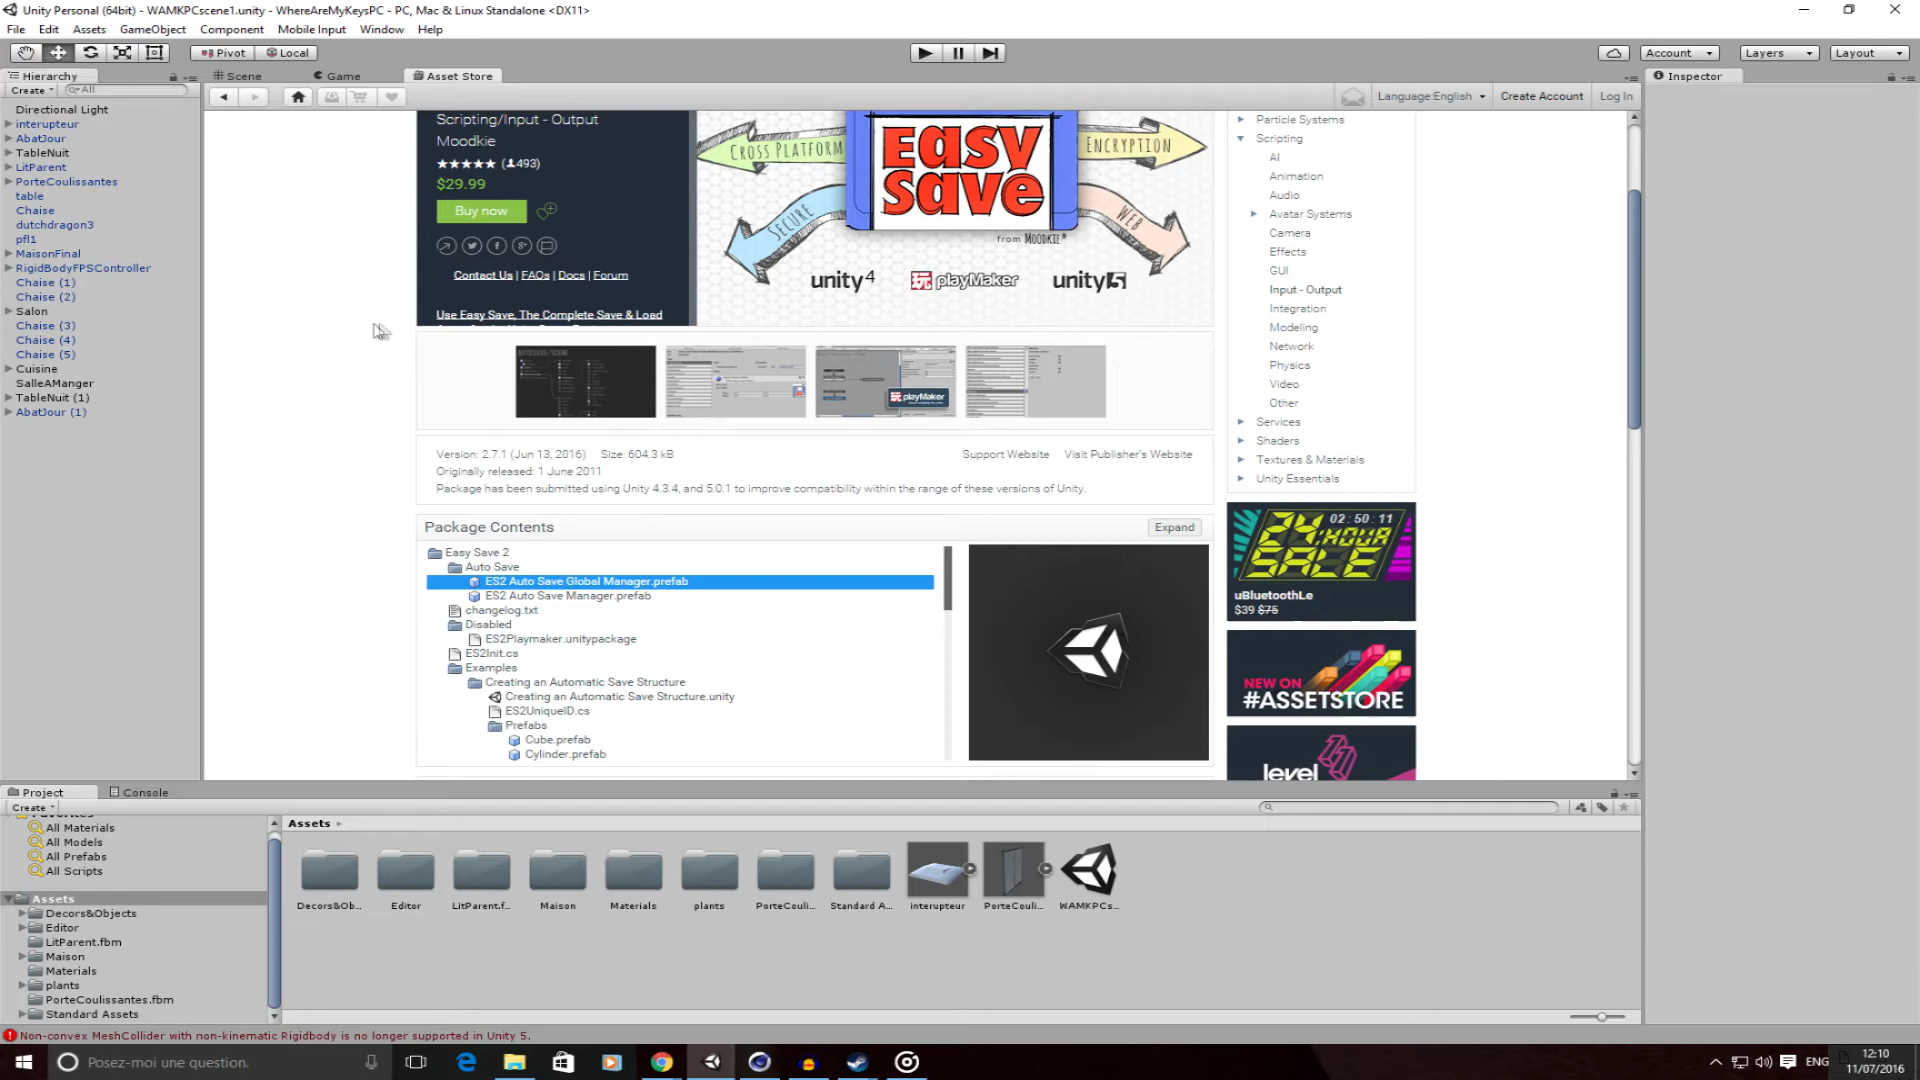 Unity Personal (64bit) - WAMKPCscene1.unity - WhereAreMyKeysPC - PC, Mac & Linux Standalone <DX11>
File Edit Assets GameObject Component Mobile Input Window Help
Pivot Local Account Layers Layout
Hierarchy Scene Game Asset Store Inspector
Create All Language:English Create Account Log In
Directional Light
interupteur
AbatJour
TableNuit
LitParent
PorteCoulissantes
table
Chaise
dutchdragon3
pfl1
MaisonFinal
RigidBodyFPSController
Chaise (1)
Chaise (2)
Salon
Chaise (3)
Chaise (4)
Chaise (5)
Cuisine
SalleAManger
TableNuit (1)
AbatJour (1)
Scripting/Input - Output
Moodkie
★★★★★ (493)
$29.99
Buy now
Contact Us | FAQs | Docs | Forum
Use Easy Save, The Complete Save & Load
CROSS PLATFORM
ENCRYPTION
Easy
Save
SECURE
WEB
from MOODKIE
unity4 playMaker unity5
AUTOSAVE/SCENE
playMaker
Version: 2.7.1 (Jun 13, 2016) Size: 604.3 kB Support Website Visit Publisher's Website
Originally released: 1 June 2011
Package has been submitted using Unity 4.3.4, and 5.0.1 to improve compatibility within the range of these versions of Unity.
Package Contents Expand
Easy Save 2
Auto Save
ES2 Auto Save Global Manager.prefab
ES2 Auto Save Manager.prefab
changelog.txt
Disabled
ES2Playmaker.unitypackage
ES2Init.cs
Examples
Creating an Automatic Save Structure
Creating an Automatic Save Structure.unity
ES2UniqueID.cs
Prefabs
Cube.prefab
Cylinder.prefab
Particle Systems
Scripting
AI
Animation
Audio
Avatar Systems
Camera
Effects
GUI
Input - Output
Integration
Modeling
Network
Physics
Video
Other
Services
Shaders
Textures & Materials
Unity Essentials
02:50:11
24 HOUR
SALE
uBluetoothLe
$39 $75
NEW ON
#ASSETSTORE
level 11
Project Console
Create
Favorites
All Materials
All Models
All Prefabs
All Scripts
Assets
Decors&Objects
Editor
LitParent.fbm
Maison
Materials
plants
PorteCoulissantes.fbm
Standard Assets
Assets
Decors&Ob... Editor LitParent.f... Maison Materials plants PorteCouli... Standard A... interupteur PorteCouli... WAMKPCs...
Non-convex MeshCollider with non-kinematic Rigidbody is no longer supported in Unity 5.
Posez-moi une question.
ENG
12:10
11/07/2016